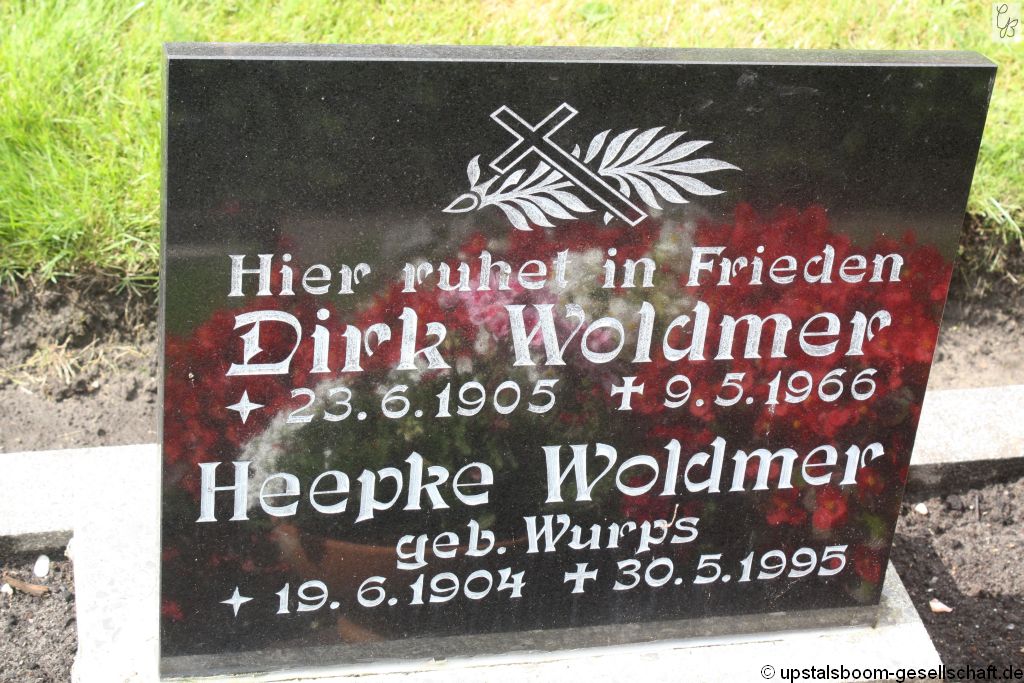 Hier ruhet in Frieden
Dirk Woldmer
✦ 23.6.1905 ✝ 9.5.1966
Heepke Woldmer
geb. Wurps
✦ 19.6.1904 ✝ 30.5.1995
© upstalsboom-gesellschaft.de